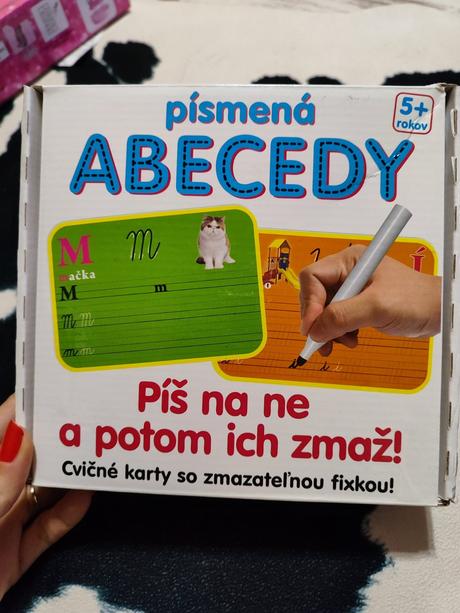 písmená
ABECEDY
5+
rokov
M
mačka
M m
m
m m
m m
Í
Píš na ne
a potom ich zmaž!
Cvičné karty so zmazateľnou fixkou!